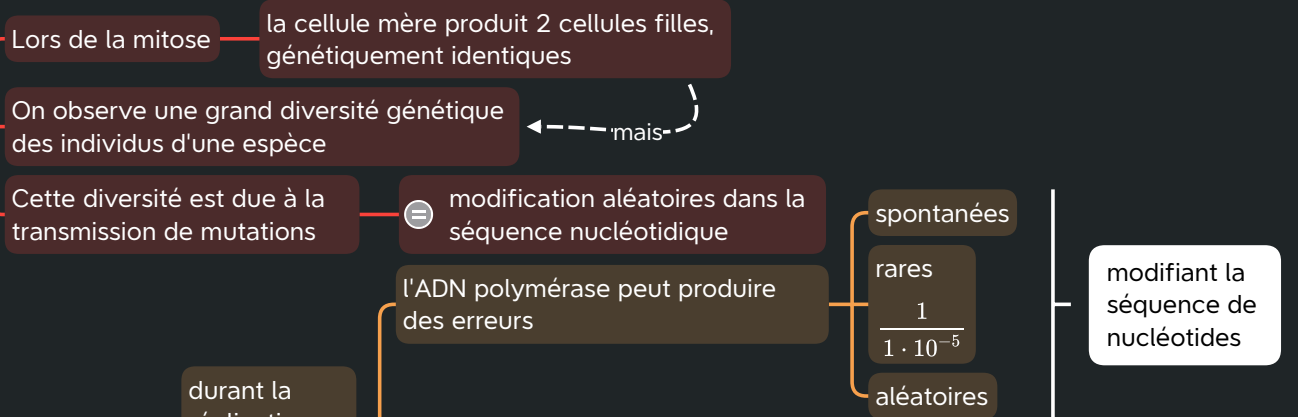 Lors de la mitose
la cellule mère produit 2 cellules filles,
génétiquement identiques
On observe une grand diversité génétique
des individus d'une espèce
mais
Cette diversité est due à la
transmission de mutations
= modification aléatoires dans la
séquence nucléotidique
l'ADN polymérase peut produire
des erreurs
spontanées
rares
1
1 · 10⁻⁵
aléatoires
modifiant la
séquence de
nucléotides
durant la